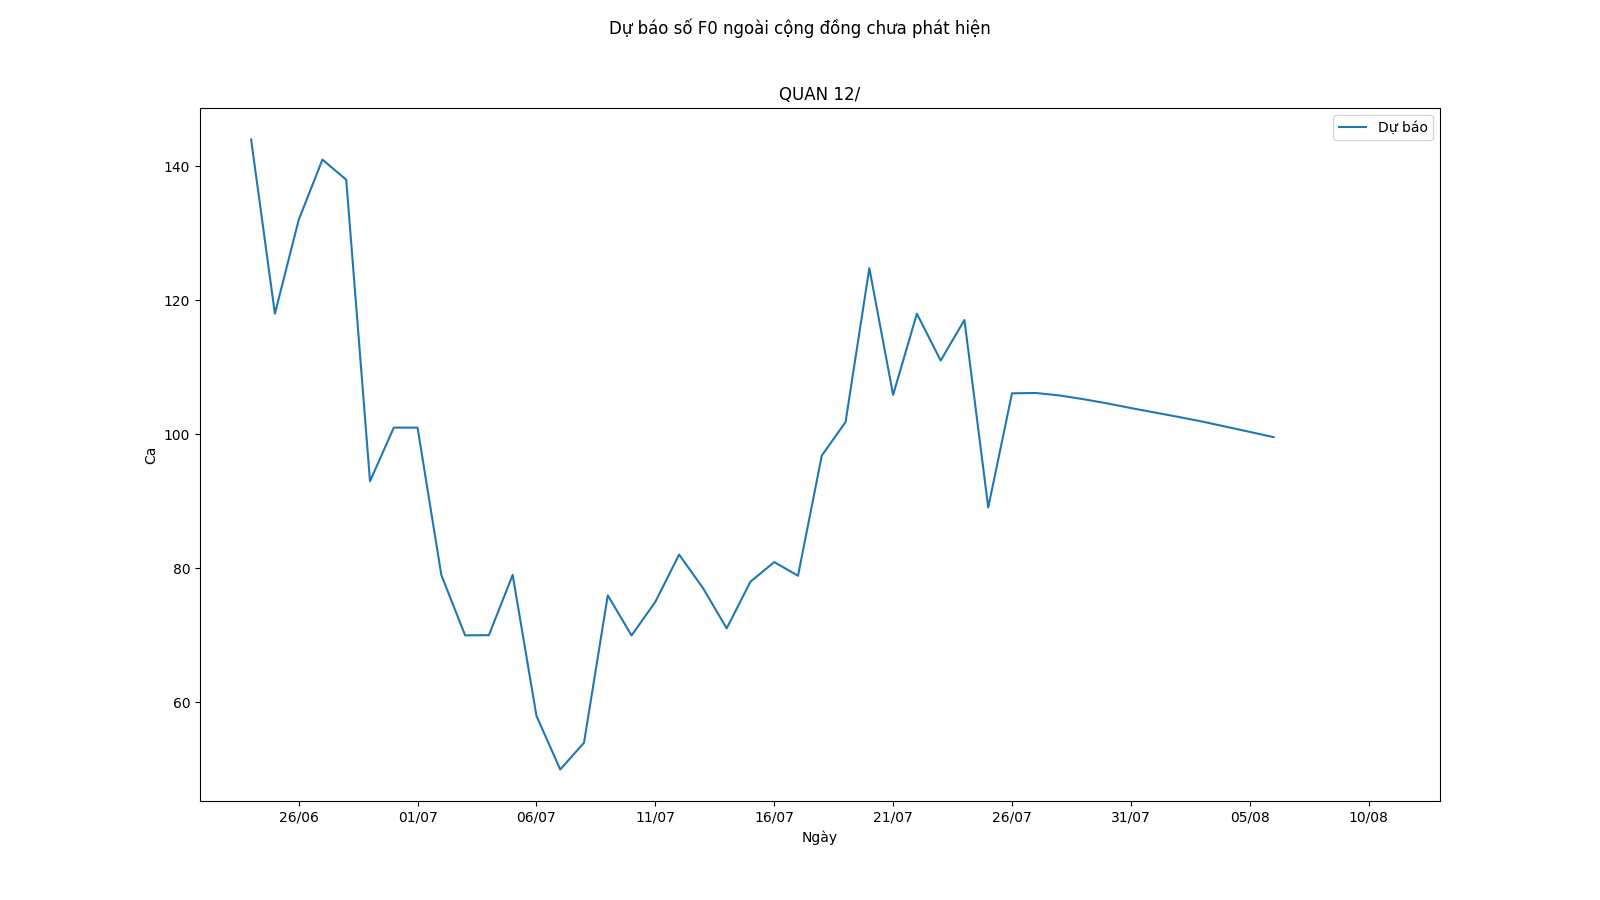 Dự báo số F0 ngoài cộng đồng chưa phát hiện
QUAN 12/
Dự báo
140
120
100
80
60
Ca
26/06 01/07 06/07 11/07 16/07 21/07 26/07 31/07 05/08 10/08
Ngày